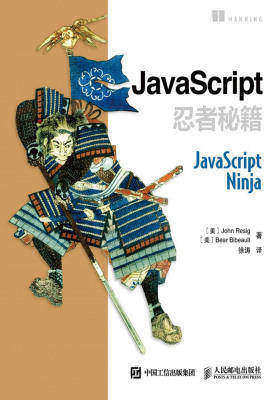 MANNING
JavaScript
忍者秘籍
JavaScript
Ninja
[美] John Resig
[美] Bear Bibeault 著
徐涛 译
中国工信出版集团
人民邮电出版社
POSTS & TELECOM PRESS